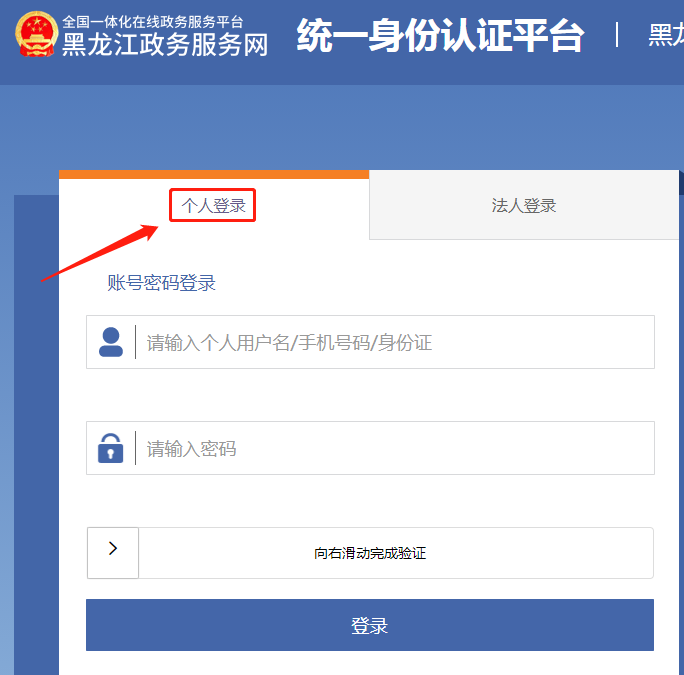 全国一体化在线政务服务平台
黑龙江政务服务网
统一身份认证平台
黑
个人登录
法人登录
账号密码登录
请输入个人用户名/手机号码/身份证
请输入密码
向右滑动完成验证
登录